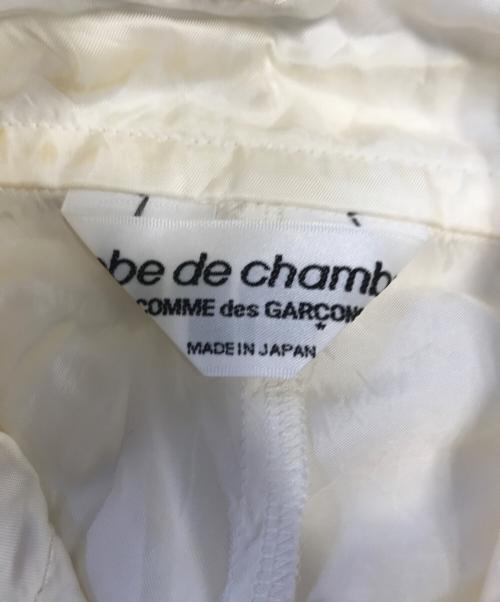 obe de chamb
COMME des GARÇON
MADE IN JAPAN